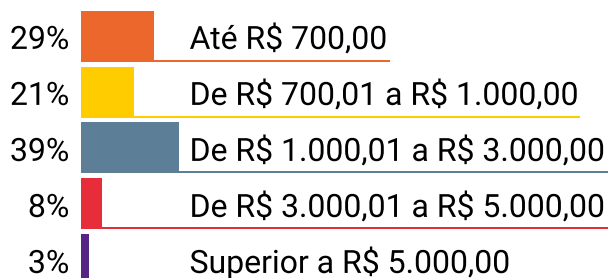 29% Até R$ 700,00
21% De R$ 700,01 a R$ 1.000,00
39% De R$ 1.000,01 a R$ 3.000,00
8% De R$ 3.000,01 a R$ 5.000,00
3% Superior a R$ 5.000,00